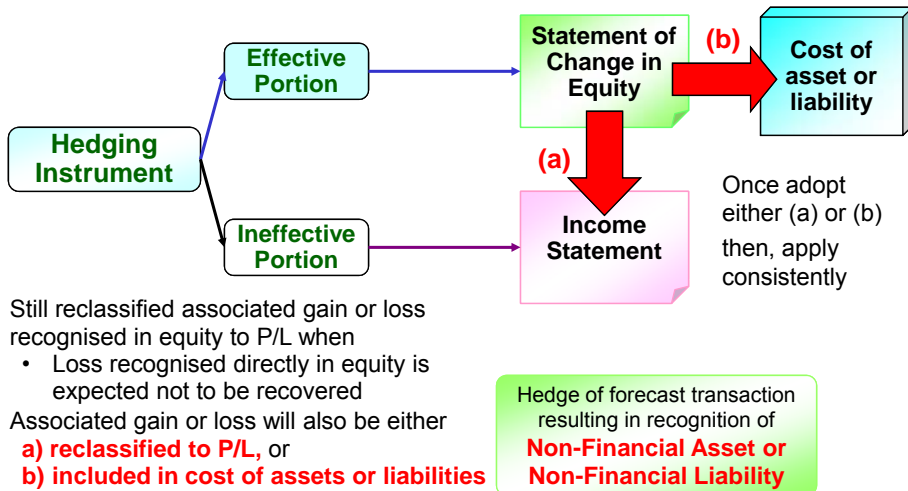 Hedging
Instrument
Effective
Portion
Ineffective
Portion
Statement of
Change in
Equity
(b)
Cost of
asset or
liability
(a)
Income
Statement
Once adopt
either (a) or (b)
then, apply
consistently
Still reclassified associated gain or loss
recognised in equity to P/L when
• Loss recognised directly in equity is
expected not to be recovered
Associated gain or loss will also be either
a) reclassified to P/L, or
b) included in cost of assets or liabilities
Hedge of forecast transaction
resulting in recognition of
Non-Financial Asset or
Non-Financial Liability